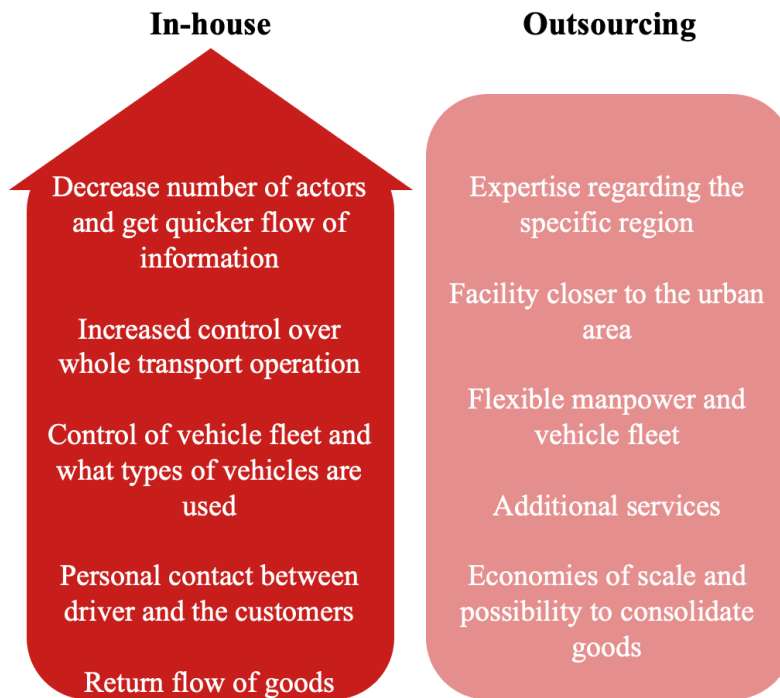 In-house
Decrease number of actors
and get quicker flow of
information
Increased control over
whole transport operation
Control of vehicle fleet and
what types of vehicles are
used
Personal contact between
driver and the customers
Return flow of goods
Outsourcing
Expertise regarding the
specific region
Facility closer to the urban
area
Flexible manpower and
vehicle fleet
Additional services
Economies of scale and
possibility to consolidate
goods